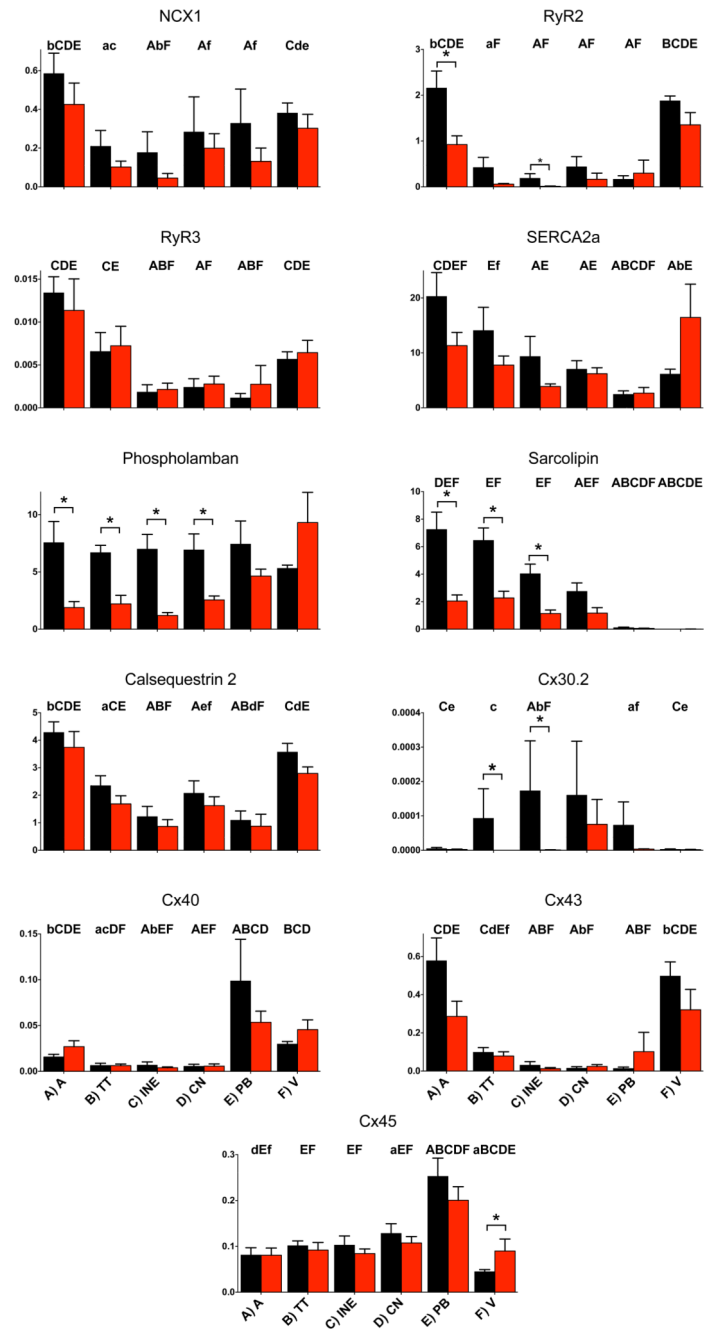 NCX1
bCDE ac AbF Af Af Cde
0.6
0.4
0.2
0.0
RyR2
bCDE aF AF AF AF BCDE
* *
3
2
1
0
RyR3
CDE CE ABF AF ABF CDE
0.015
0.010
0.005
0.000
SERCA2a
CDEF Ef AE AE ABCDF AbE
20
10
0
Phospholamban
* * * *
10
5
0
Sarcolipin
DEF EF EF AEF ABCDF ABCDE
* * *
10
8
6
4
2
0
Calsequestrin 2
bCDE aCE ABF Aef ABdF CdE
5
4
3
2
1
0
Cx30.2
Ce c AbF af Ce
* *
0.0004
0.0003
0.0002
0.0001
0.0000
Cx40
bCDE acDF AbEF AEF ABCD BCD
0.15
0.10
0.05
0.00
A) A B) TT C) INE D) CN E) PB F) V
Cx43
CDE CdEf ABF AbF ABF bCDE
0.6
0.4
0.2
0.0
A) A B) TT C) INE D) CN E) PB F) V
Cx45
dEf EF EF aEF ABCDF aBCDE
*
0.3
0.2
0.1
0.0
A) A B) TT C) INE D) CN E) PB F) V